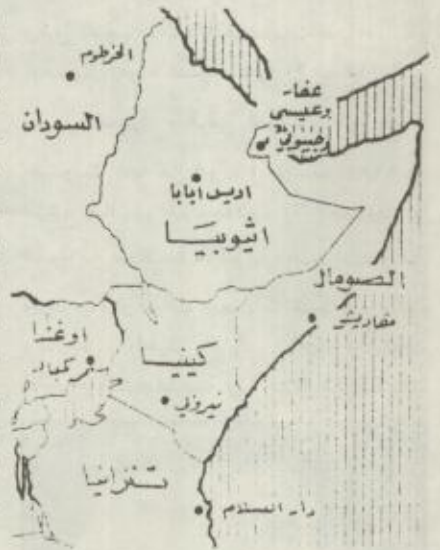 الخرطوم
السودان
عفار
وعيسى
جيبوتي
اديس ابابا
اثيوبيا
الصومال
مقاديشو
اوغندا
كمبالا
كينيا
نيروبي
تنزانيا
دار السلام